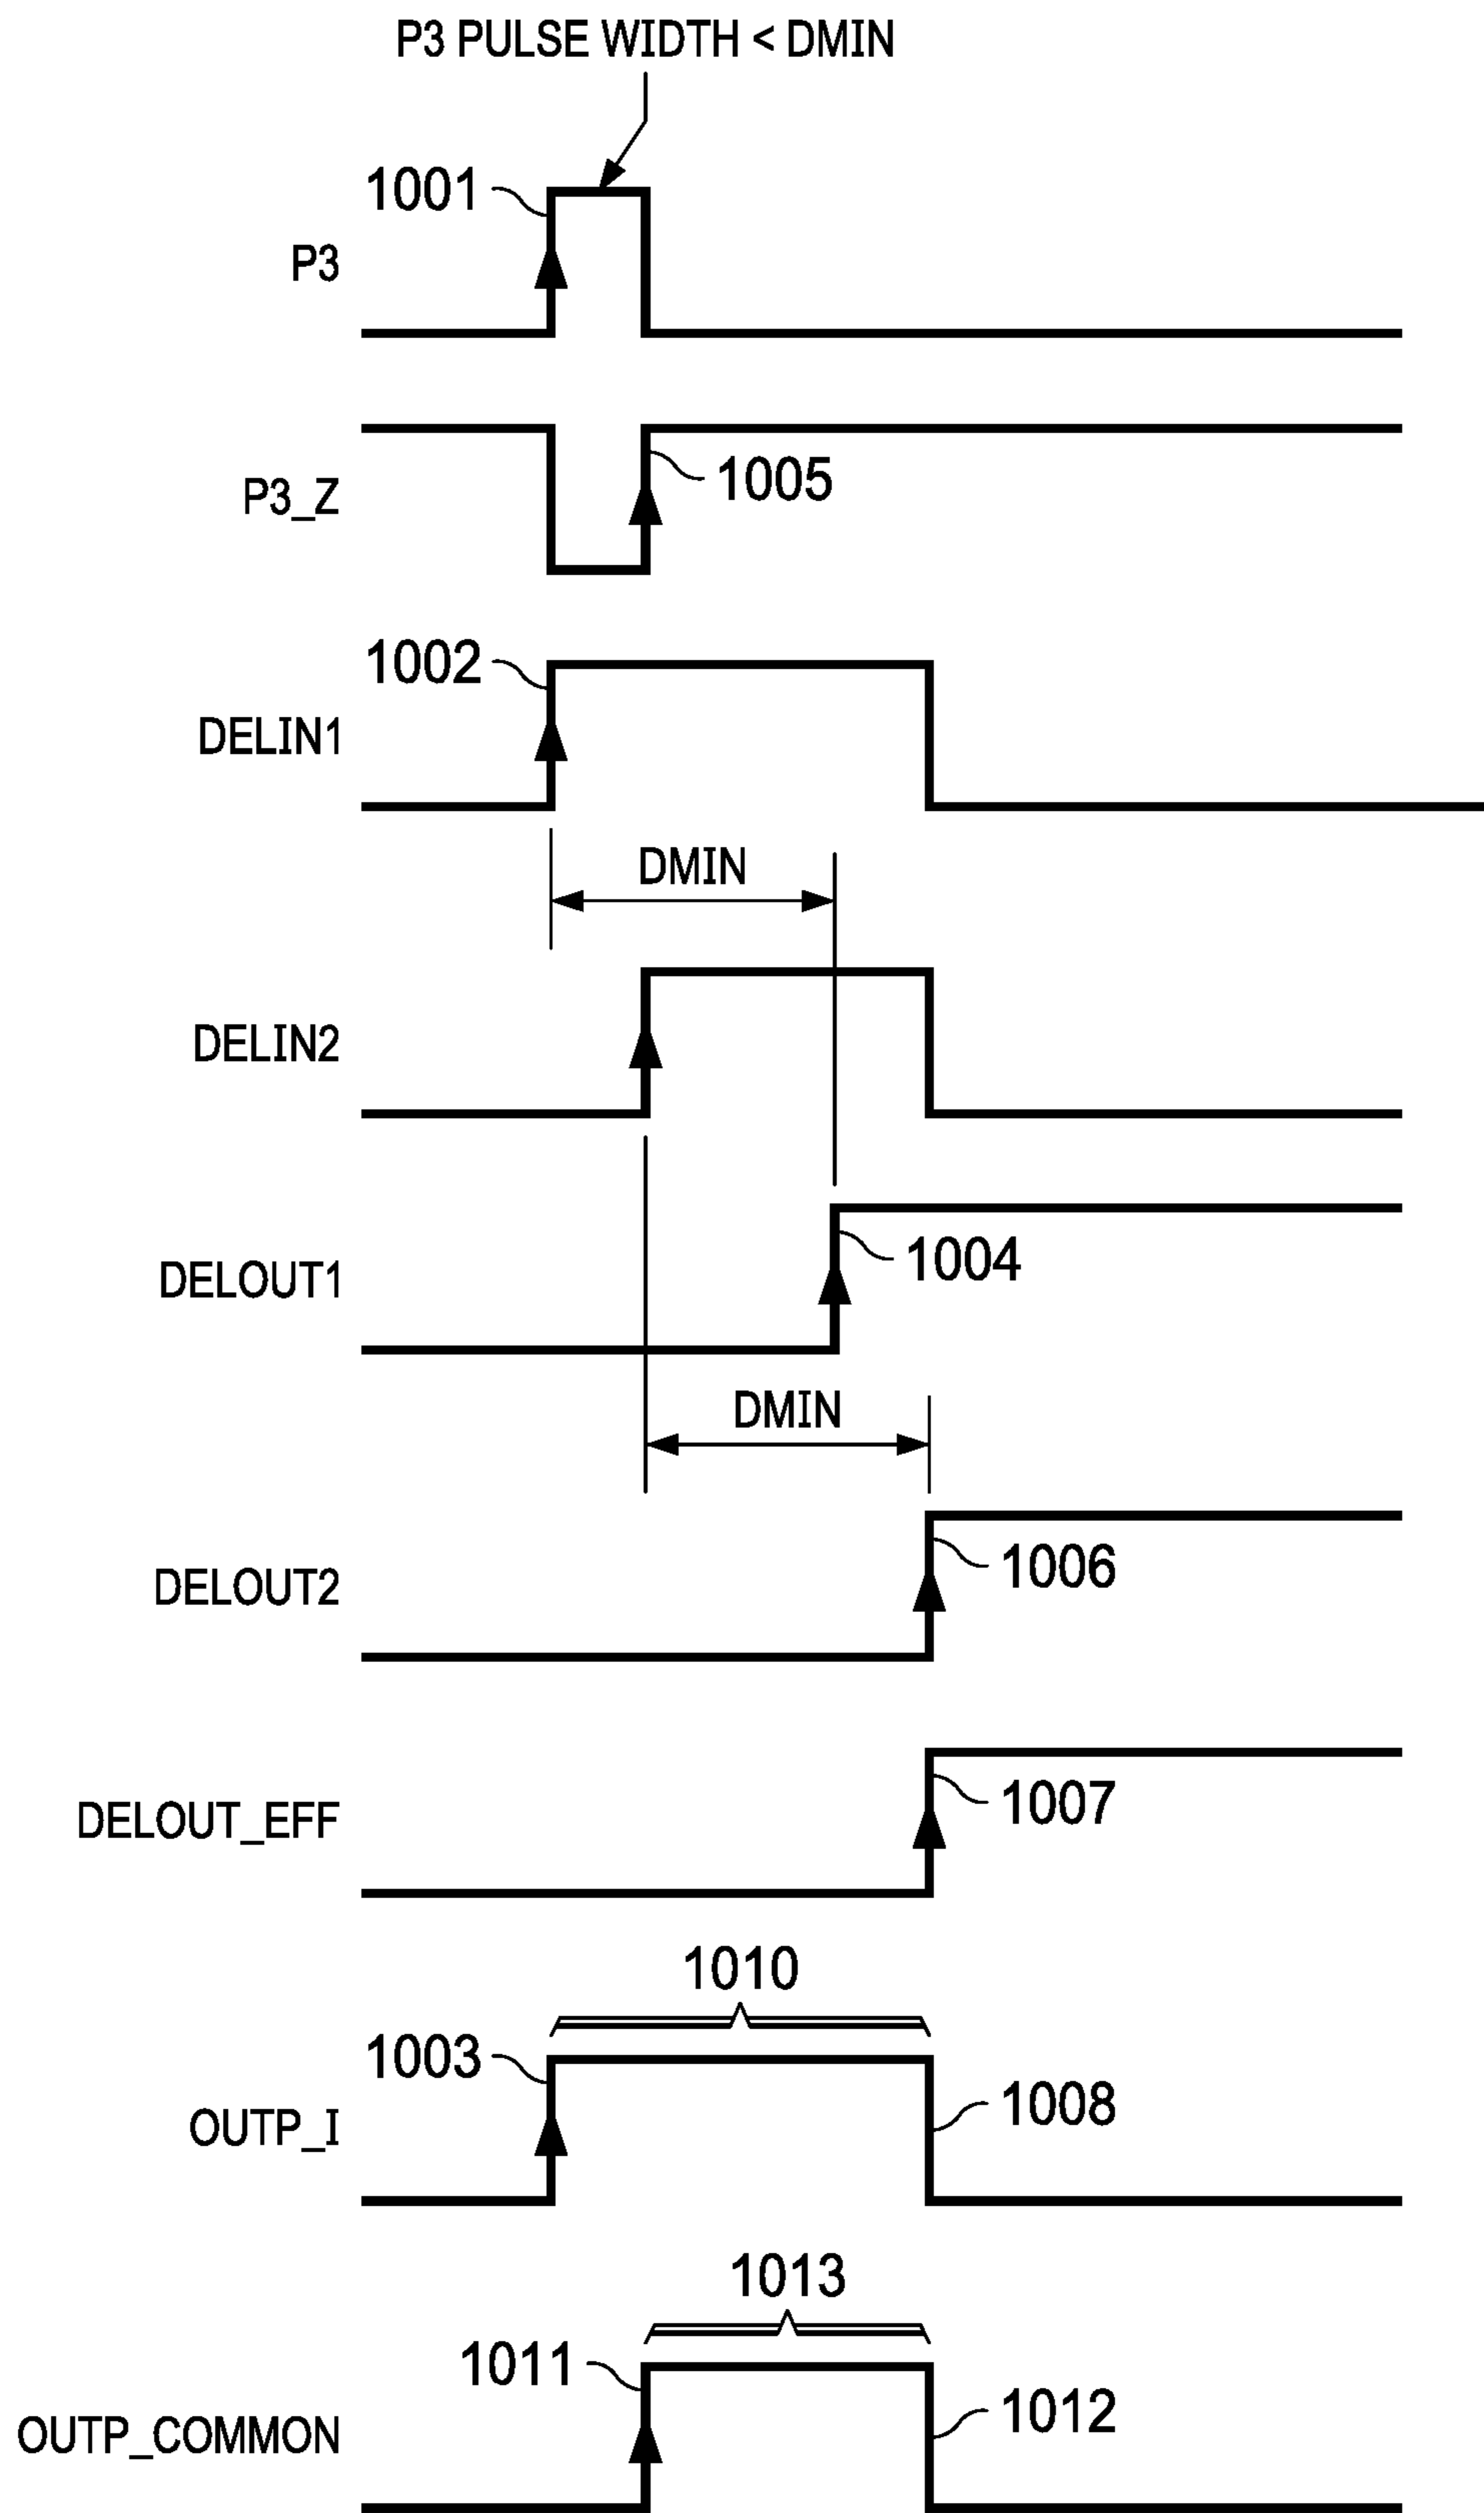 P3 PULSE WIDTH < DMIN
1001
P3
P3_Z
1005
1002
DELIN1
DMIN
DELIN2
DELOUT1
1004
DMIN
DELOUT2
1006
DELOUT_EFF
1007
1010
1003
OUTP_I
1008
1013
1011
OUTP_COMMON
1012